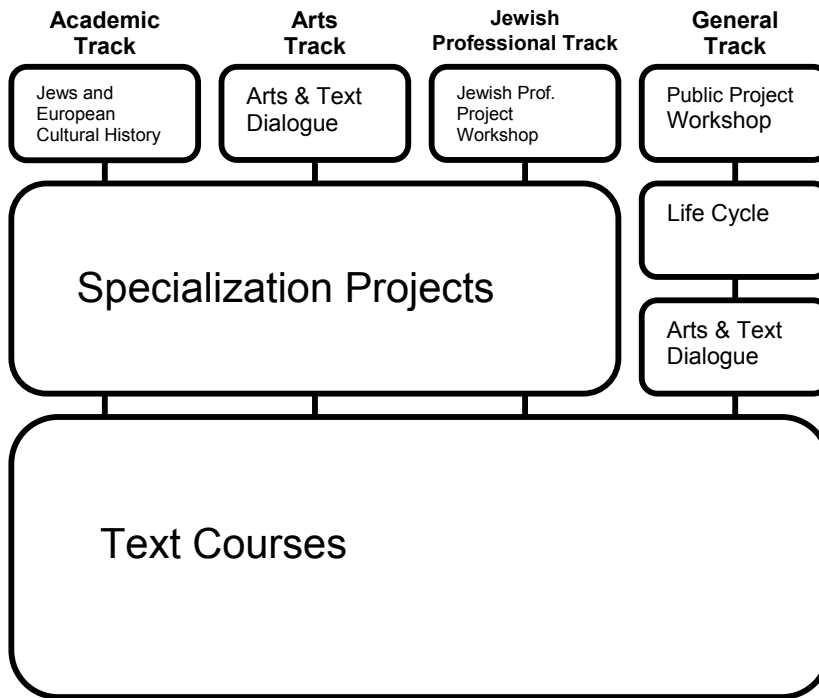 Academic
Track
Arts
Track
Jewish
Professional Track
General
Track
Jews and
European
Cultural History
Arts & Text
Dialogue
Jewish Prof.
Project
Workshop
Public Project
Workshop
Specialization Projects
Life Cycle
Arts & Text
Dialogue
Text Courses